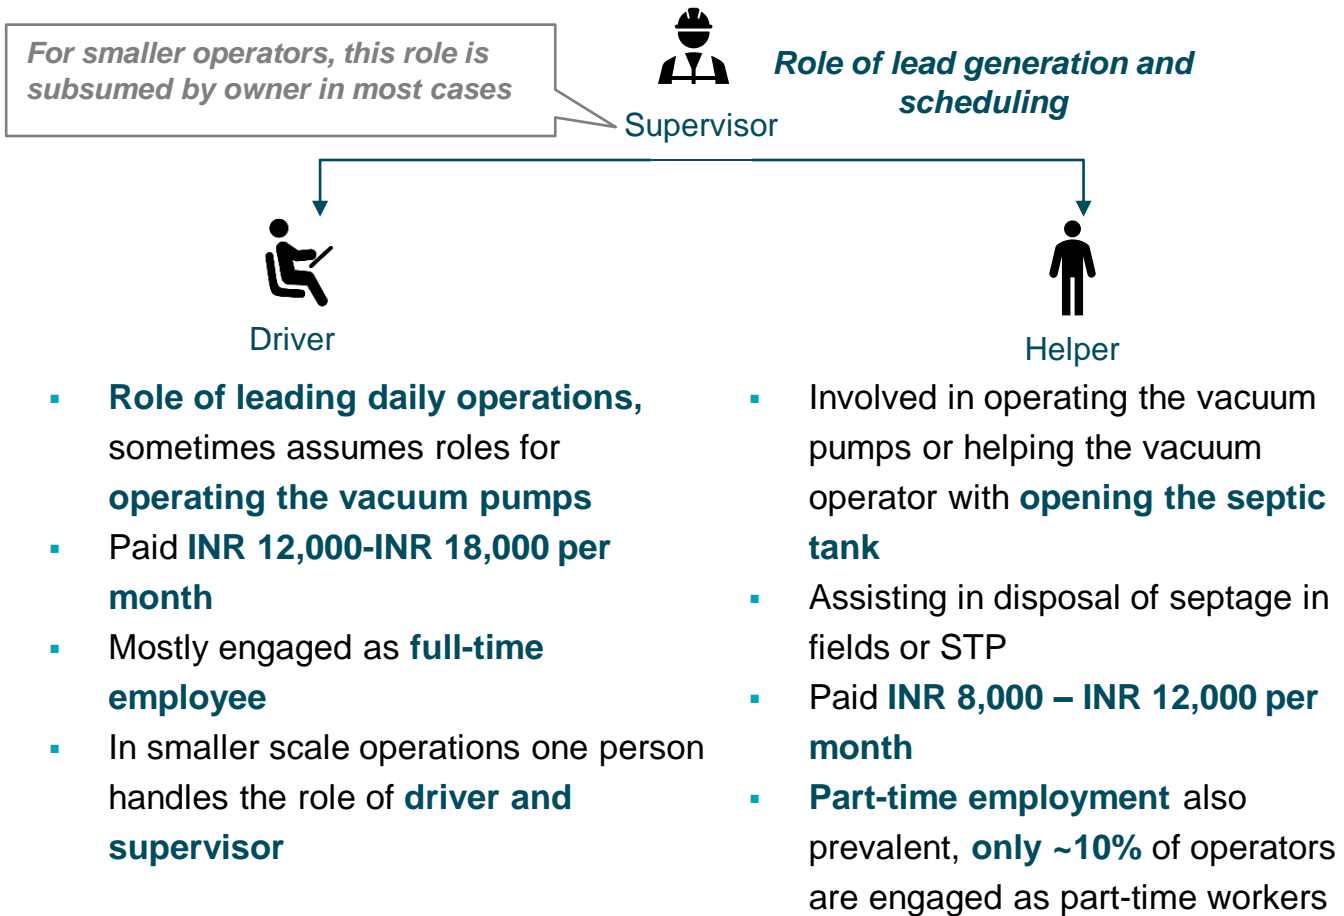 For smaller operators, this role is
subsumed by owner in most cases
Role of lead generation and
scheduling
Supervisor
Driver
▪ Role of leading daily operations,
sometimes assumes roles for
operating the vacuum pumps
▪ Paid INR 12,000-INR 18,000 per
month
▪ Mostly engaged as full-time
employee
▪ In smaller scale operations one person
handles the role of driver and
supervisor
Helper
▪ Involved in operating the vacuum
pumps or helping the vacuum
operator with opening the septic
tank
▪ Assisting in disposal of septage in
fields or STP
▪ Paid INR 8,000 – INR 12,000 per
month
▪ Part-time employment also
prevalent, only ~10% of operators
are engaged as part-time workers